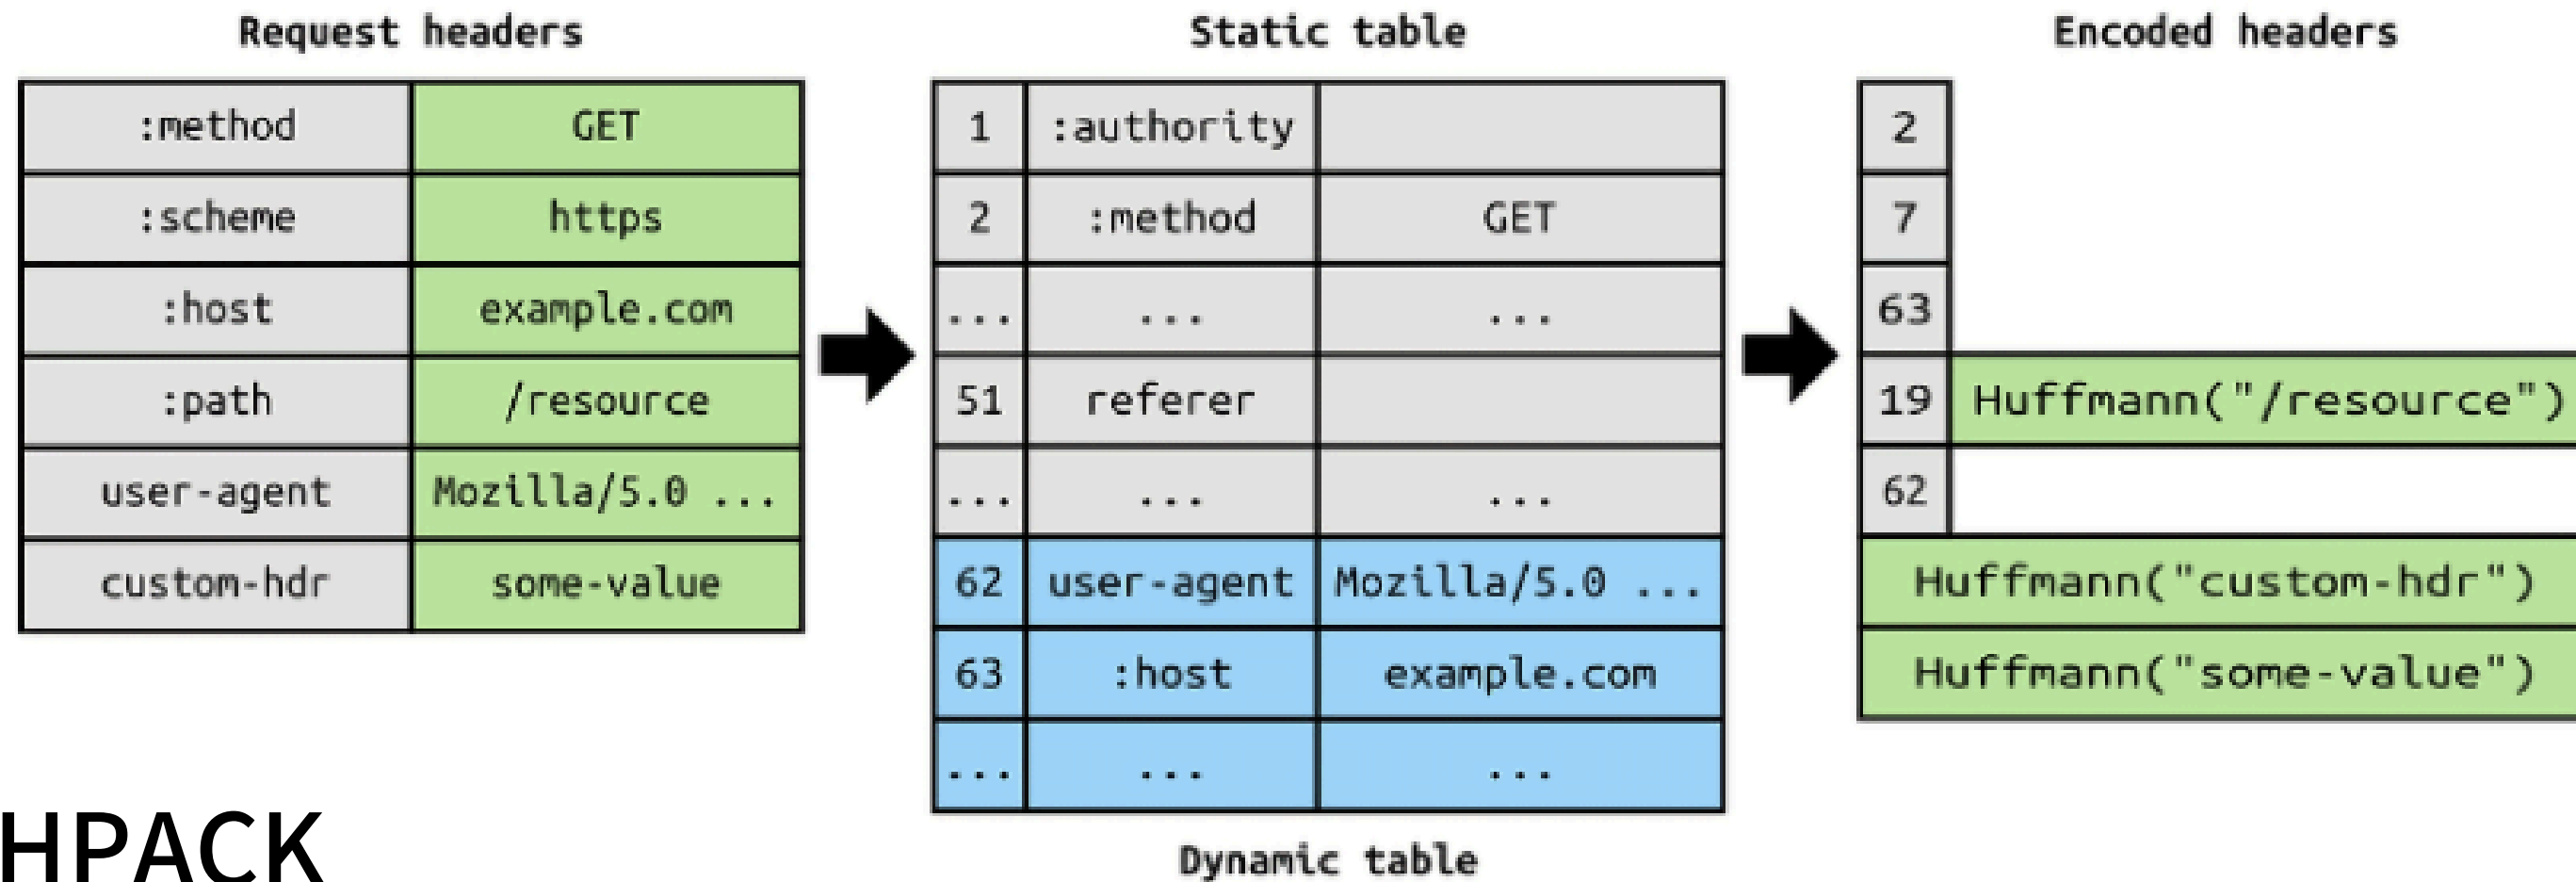 Request headers
:method GET
:scheme https
:host example.com
:path /resource
user-agent Mozilla/5.0 ...
custom-hdr some-value
Static table
1 :authority
2 :method GET
... ... ...
51 referer
... ... ...
62 user-agent Mozilla/5.0 ...
63 :host example.com
... ... ...
Dynamic table
Encoded headers
2
7
63
19 Huffmann("/resource")
62
Huffmann("custom-hdr")
Huffmann("some-value")
HPACK